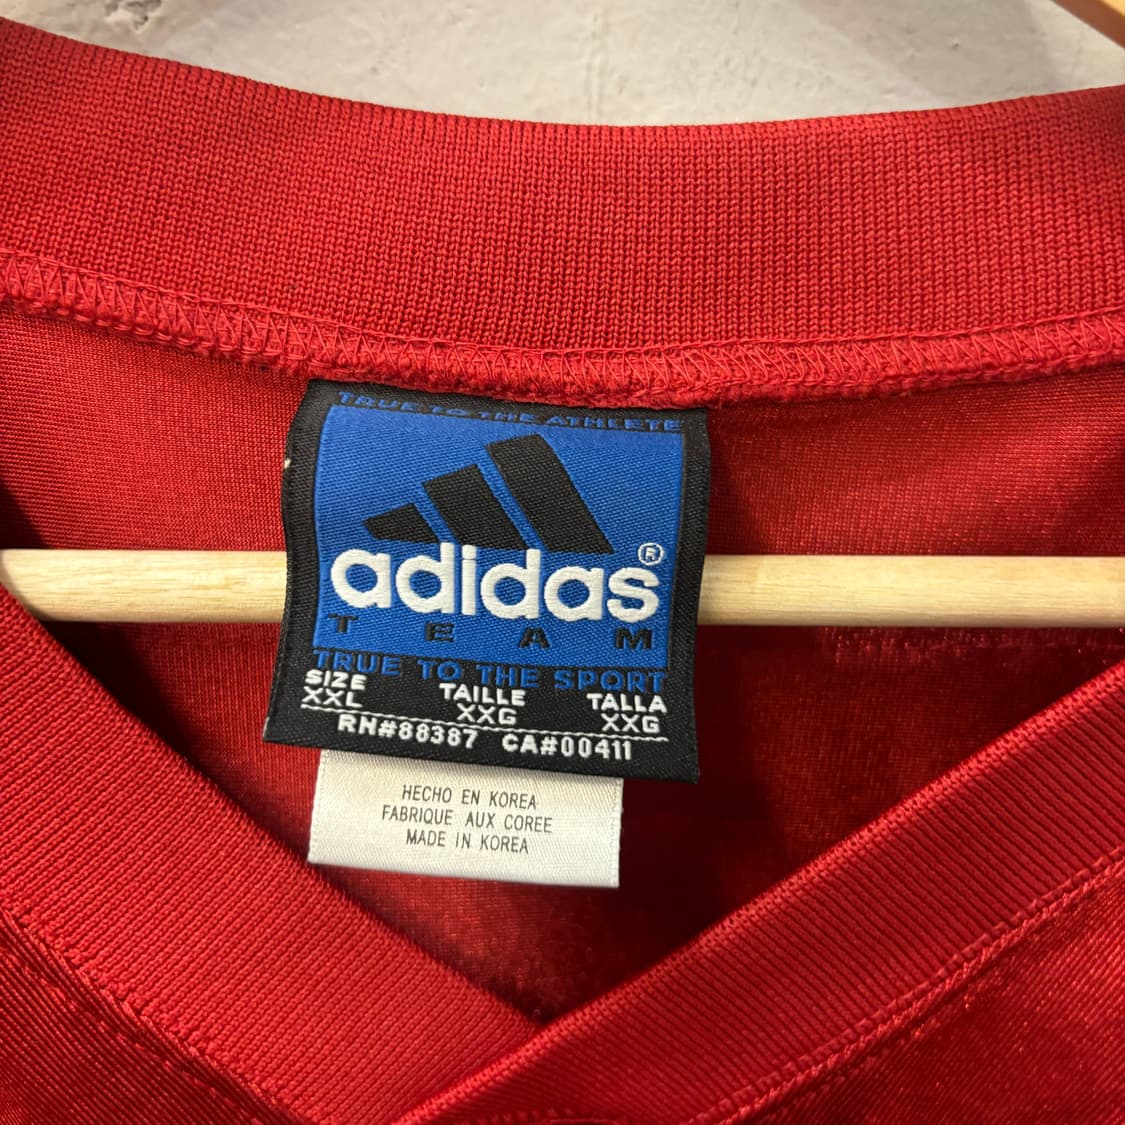 TRUE TO THE ATHLETE
adidas®
TEAM
TRUE TO THE SPORT
SIZE TAILLE TALLA
XXL XXG XXG
RN#88387 CA#00411
HECHO EN KOREA
FABRIQUE AUX COREE
MADE IN KOREA